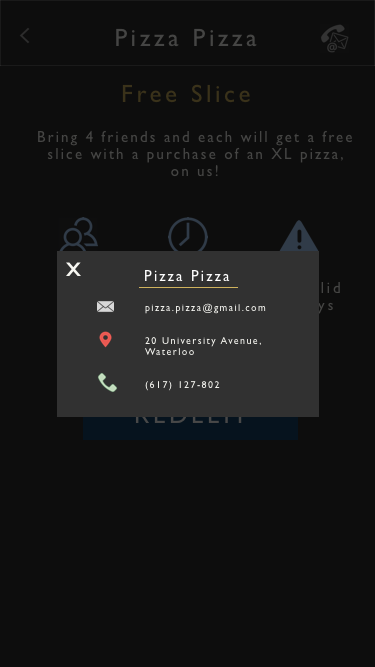 Pizza Pizza
@
Free Slice
Bring 4 friends and each will get a free
slice with a purchase of an XL pizza,
on us!
X
Pizza Pizza
pizza.pizza@gmail.com
20 University Avenue,
Waterloo
(617) 127-802
REDEEM